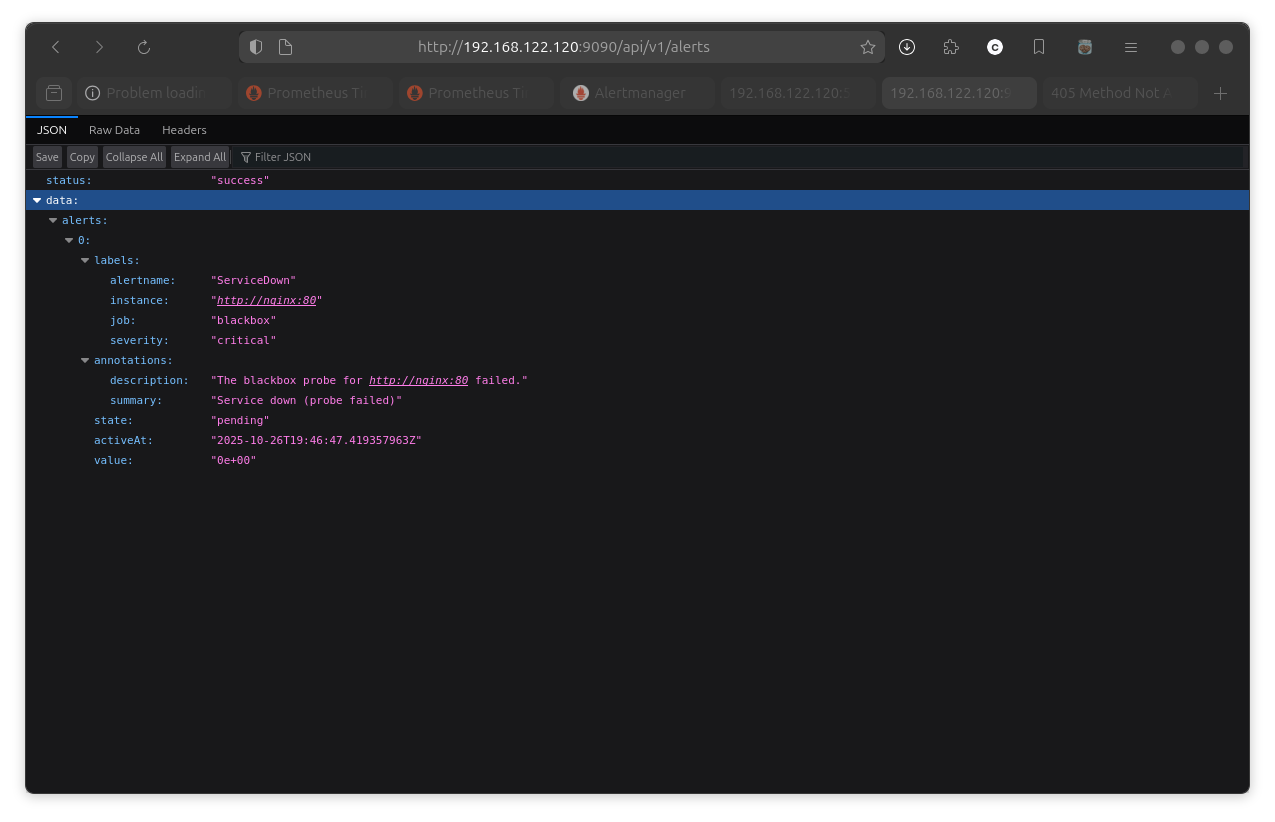 http://192.168.122.120:9090/api/v1/alerts
Problem loadin
Prometheus Ti
Prometheus Ti
Alertmanager
192.168.122.120:5
192.168.122.120:9
405 Method Not A
JSON
Raw Data
Headers
Save
Copy
Collapse All
Expand All
Filter JSON
status: "success"
data:
alerts:
0:
labels:
alertname: "ServiceDown"
instance: "http://nginx:80"
job: "blackbox"
severity: "critical"
annotations:
description: "The blackbox probe for http://nginx:80 failed."
summary: "Service down (probe failed)"
state: "pending"
activeAt: "2025-10-26T19:46:47.419357963Z"
value: "0e+00"